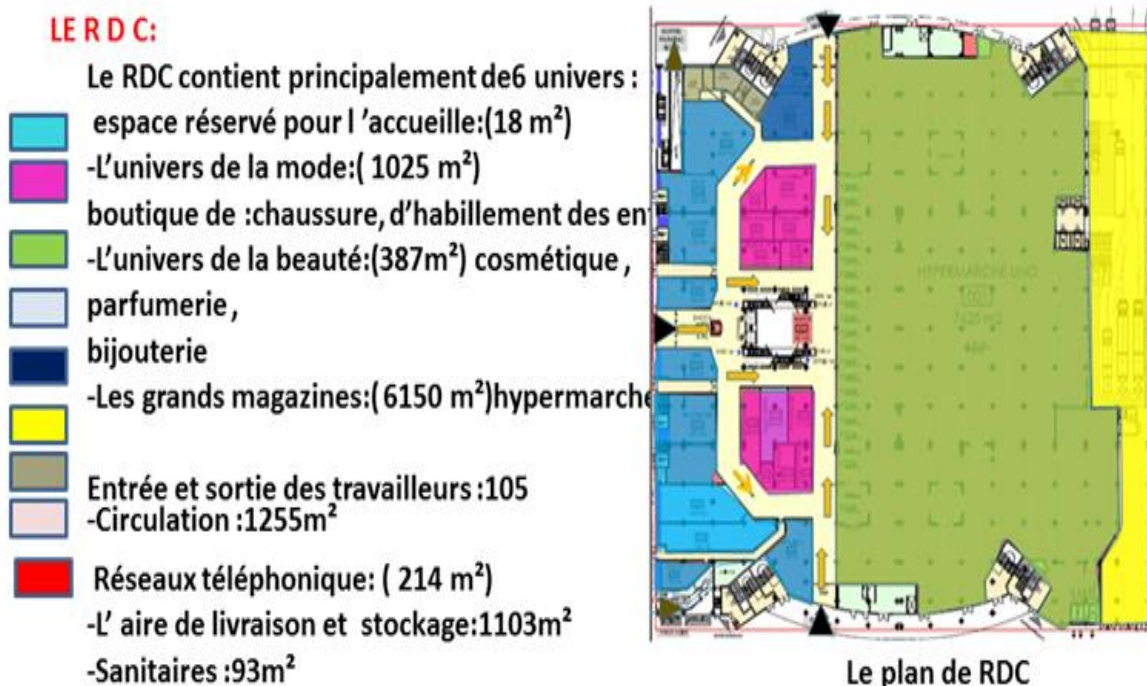 LE R D C:
Le RDC contient principalement de6 univers :
espace réservé pour l ’accueille:(18 m²)
-L’univers de la mode:( 1025 m²)
boutique de :chaussure, d’habillement des en
-L’univers de la beauté:(387m²) cosmétique ,
parfumerie ,
bijouterie
-Les grands magazines:( 6150 m²)hypermarche
Entrée et sortie des travailleurs :105
-Circulation :1255m²
Réseaux téléphonique: ( 214 m²)
-L’ aire de livraison et stockage:1103m²
-Sanitaires :93m²
HYPERMARCHE UNO
Le plan de RDC